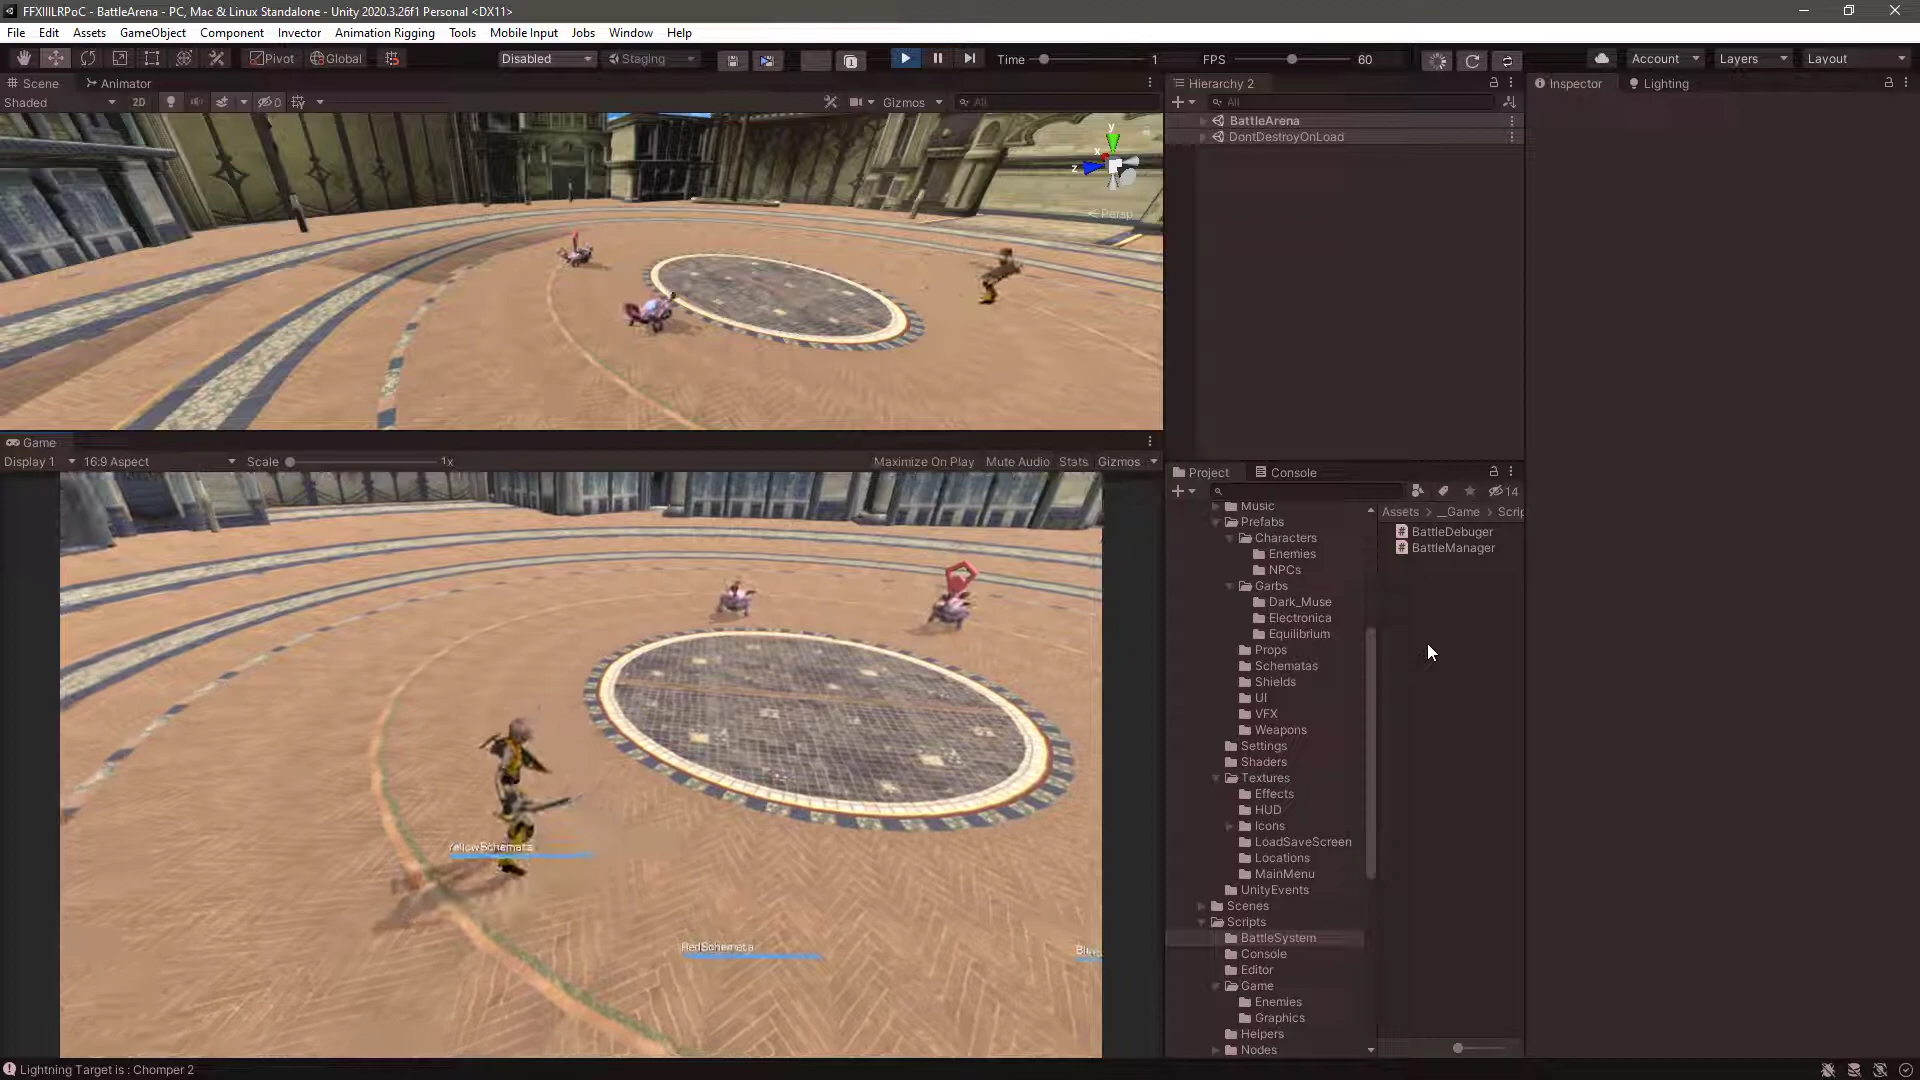 FFXIIILRPoC - BattleArena - PC, Mac & Linux Standalone - Unity 2020.3.26f1 Personal <DX11>
File Edit Assets GameObject Component Invector Animation Rigging Tools Mobile Input Jobs Window Help
Pivot Global Disabled Staging Time 1 FPS 60 Account Layers Layout
Scene Animator
Shaded 2D 0 Gizmos All
y
x
z
Persp
Game
Display 1 16:9 Aspect Scale 1x Maximize On Play Mute Audio Stats Gizmos
YellowSchemata
RedSchemata
Hierarchy 2
All
BattleArena
DontDestroyOnLoad
Project Console
14
Music
Prefabs
Characters
Enemies
NPCs
Garbs
Dark_Muse
Electronica
Equilibrium
Props
Schematas
Shields
UI
VFX
Weapons
Settings
Shaders
Textures
Effects
HUD
Icons
LoadSaveScreen
Locations
MainMenu
UnityEvents
Scenes
Scripts
BattleSystem
Console
Editor
Game
Enemies
Graphics
Helpers
Nodes
Assets > __Game > Scrip
BattleDebuger
BattleManager
Inspector Lighting
Lightning Target is : Chomper 2